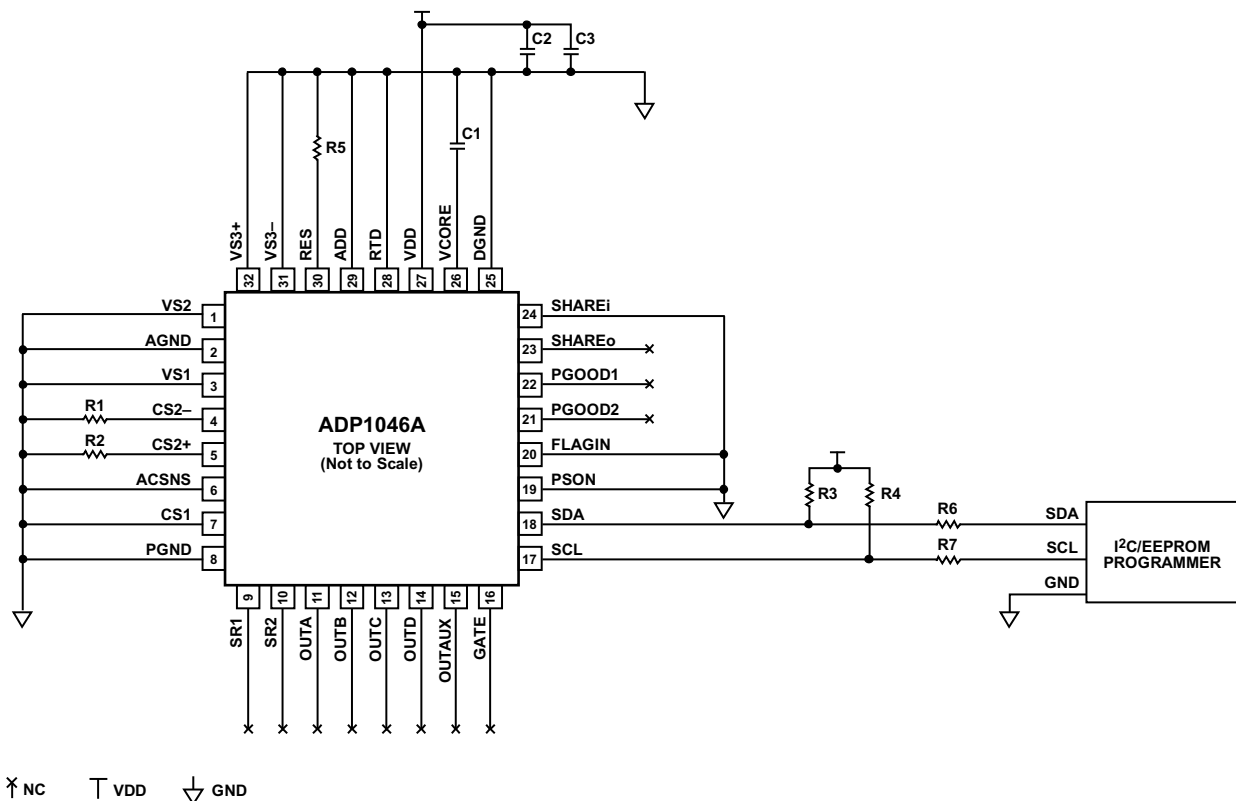 C2
C3
R5
C1
VS3+
VS3–
RES
ADD
RTD
VDD
VCORE
DGND
32
31
30
29
28
27
26
25
VS2
1
AGND
2
VS1
3
R1
CS2–
4
R2
CS2+
5
ACSNS
6
CS1
7
PGND
8
ADP1046A
TOP VIEW
(Not to Scale)
24
SHAREi
23
SHAREo
22
PGOOD1
21
PGOOD2
20
FLAGIN
19
PSON
18
SDA
17
SCL
R3
R4
R6
R7
SDA
SCL
GND
I²C/EEPROM
PROGRAMMER
9
10
11
12
13
14
15
16
SR1
SR2
OUTA
OUTB
OUTC
OUTD
OUTAUX
GATE
NC
VDD
GND